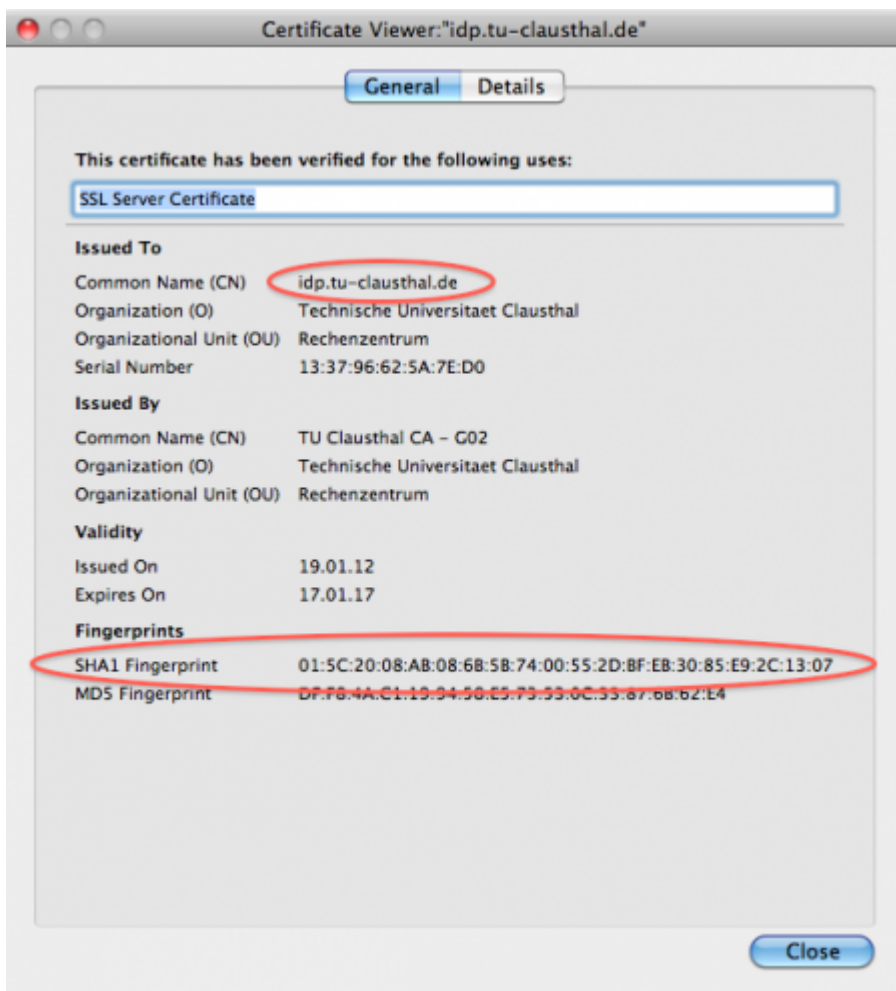 Certificate Viewer:"idp.tu-clausthal.de"
General Details
This certificate has been verified for the following uses:
SSL Server Certificate
Issued To
Common Name (CN) idp.tu-clausthal.de
Organization (O) Technische Universitaet Clausthal
Organizational Unit (OU) Rechenzentrum
Serial Number 13:37:96:62:5A:7E:D0
Issued By
Common Name (CN) TU Clausthal CA - G02
Organization (O) Technische Universitaet Clausthal
Organizational Unit (OU) Rechenzentrum
Validity
Issued On 19.01.12
Expires On 17.01.17
Fingerprints
SHA1 Fingerprint 01:5C:20:08:AB:08:6B:5B:74:00:55:2D:BF:EB:30:85:E9:2C:13:07
MD5 Fingerprint
Close